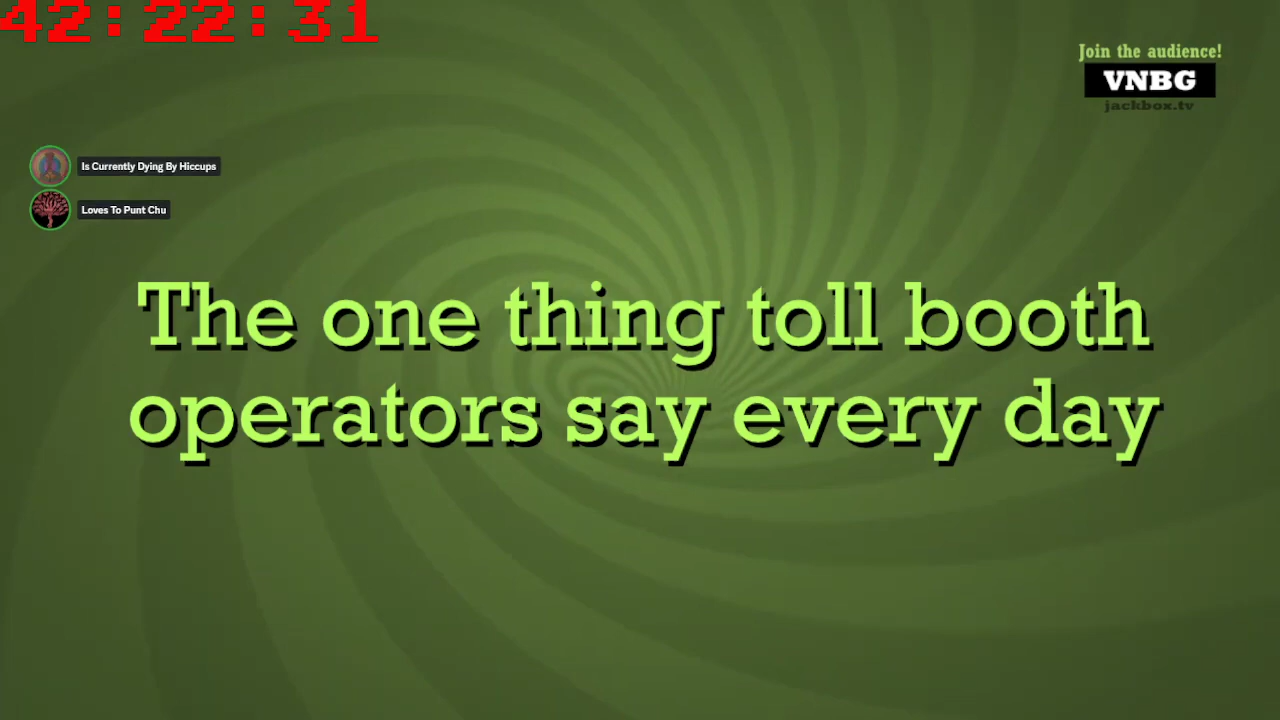 42:22:31
Join the audience!
VNBG
jackbox.tv
Is Currently Dying By Hiccups
Loves To Punt Chu
The one thing toll booth
operators say every day